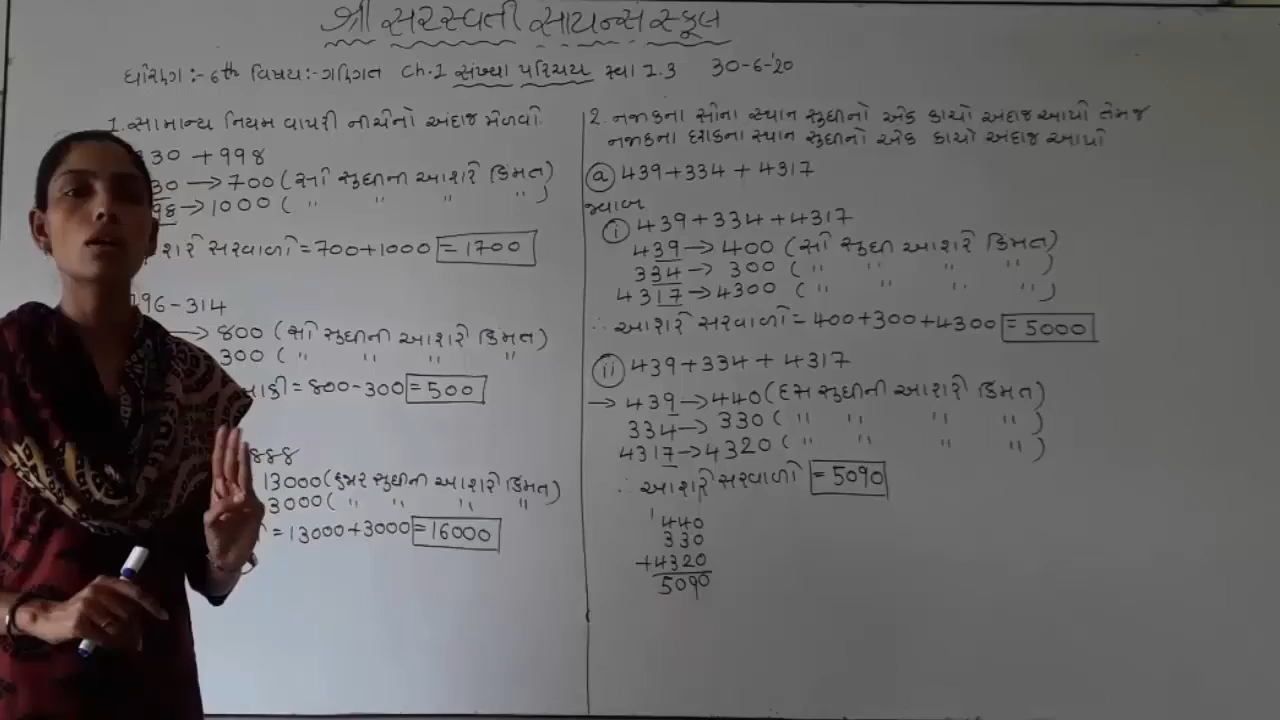 શ્રી સરસ્વતી સાયન્સ સ્કૂલ
ધોરણ :- 6th વિષય :- ગણિત ch.1 સંખ્યા પરિચય સ્વા 1.3 30-6-'20
1. સામાન્ય નિયમ વાપરી નીચેનો અંદાજ મેળવો.
330 + 998
30 → 700 (સો સુધીની આશરે કિંમત)
98 → 1000 ( " " " " )
શરે સરવાળો = 700 + 1000 = 1700
796 - 314
→ 800 (સો સુધીની આશરે કિંમત)
300 ( " " " "
બાકી = 800 - 300 = 500
888
13000 (હજાર સુધીની આશરે કિંમત)
3000 ( " " " "
= 13000 + 3000 = 16000
2. નજીકના સોના સ્થાન સુધીનો એક કાચો અંદાજ આપો તેમજ
નજીકના દશકના સ્થાન સુધીનો એક કાચો અંદાજ આપો
ⓐ 439 + 334 + 4317
જવાબ
ⓘ 439 + 334 + 4317
439 → 400 (સો સુધી આશરે કિંમત)
334 → 300 ( " " " " )
4317 → 4300 ( " " " " )
∴ આશરે સરવાળો = 400 + 300 + 4300 = 5000
(ii) 439 + 334 + 4317
→ 439 → 440 (દસ સુધીની આશરે કિંમત)
334 → 330 ( " " " " )
4317 → 4320 ( " " " " )
∴ આશરે સરવાળો = 5090
1
440
330
+4320
5090